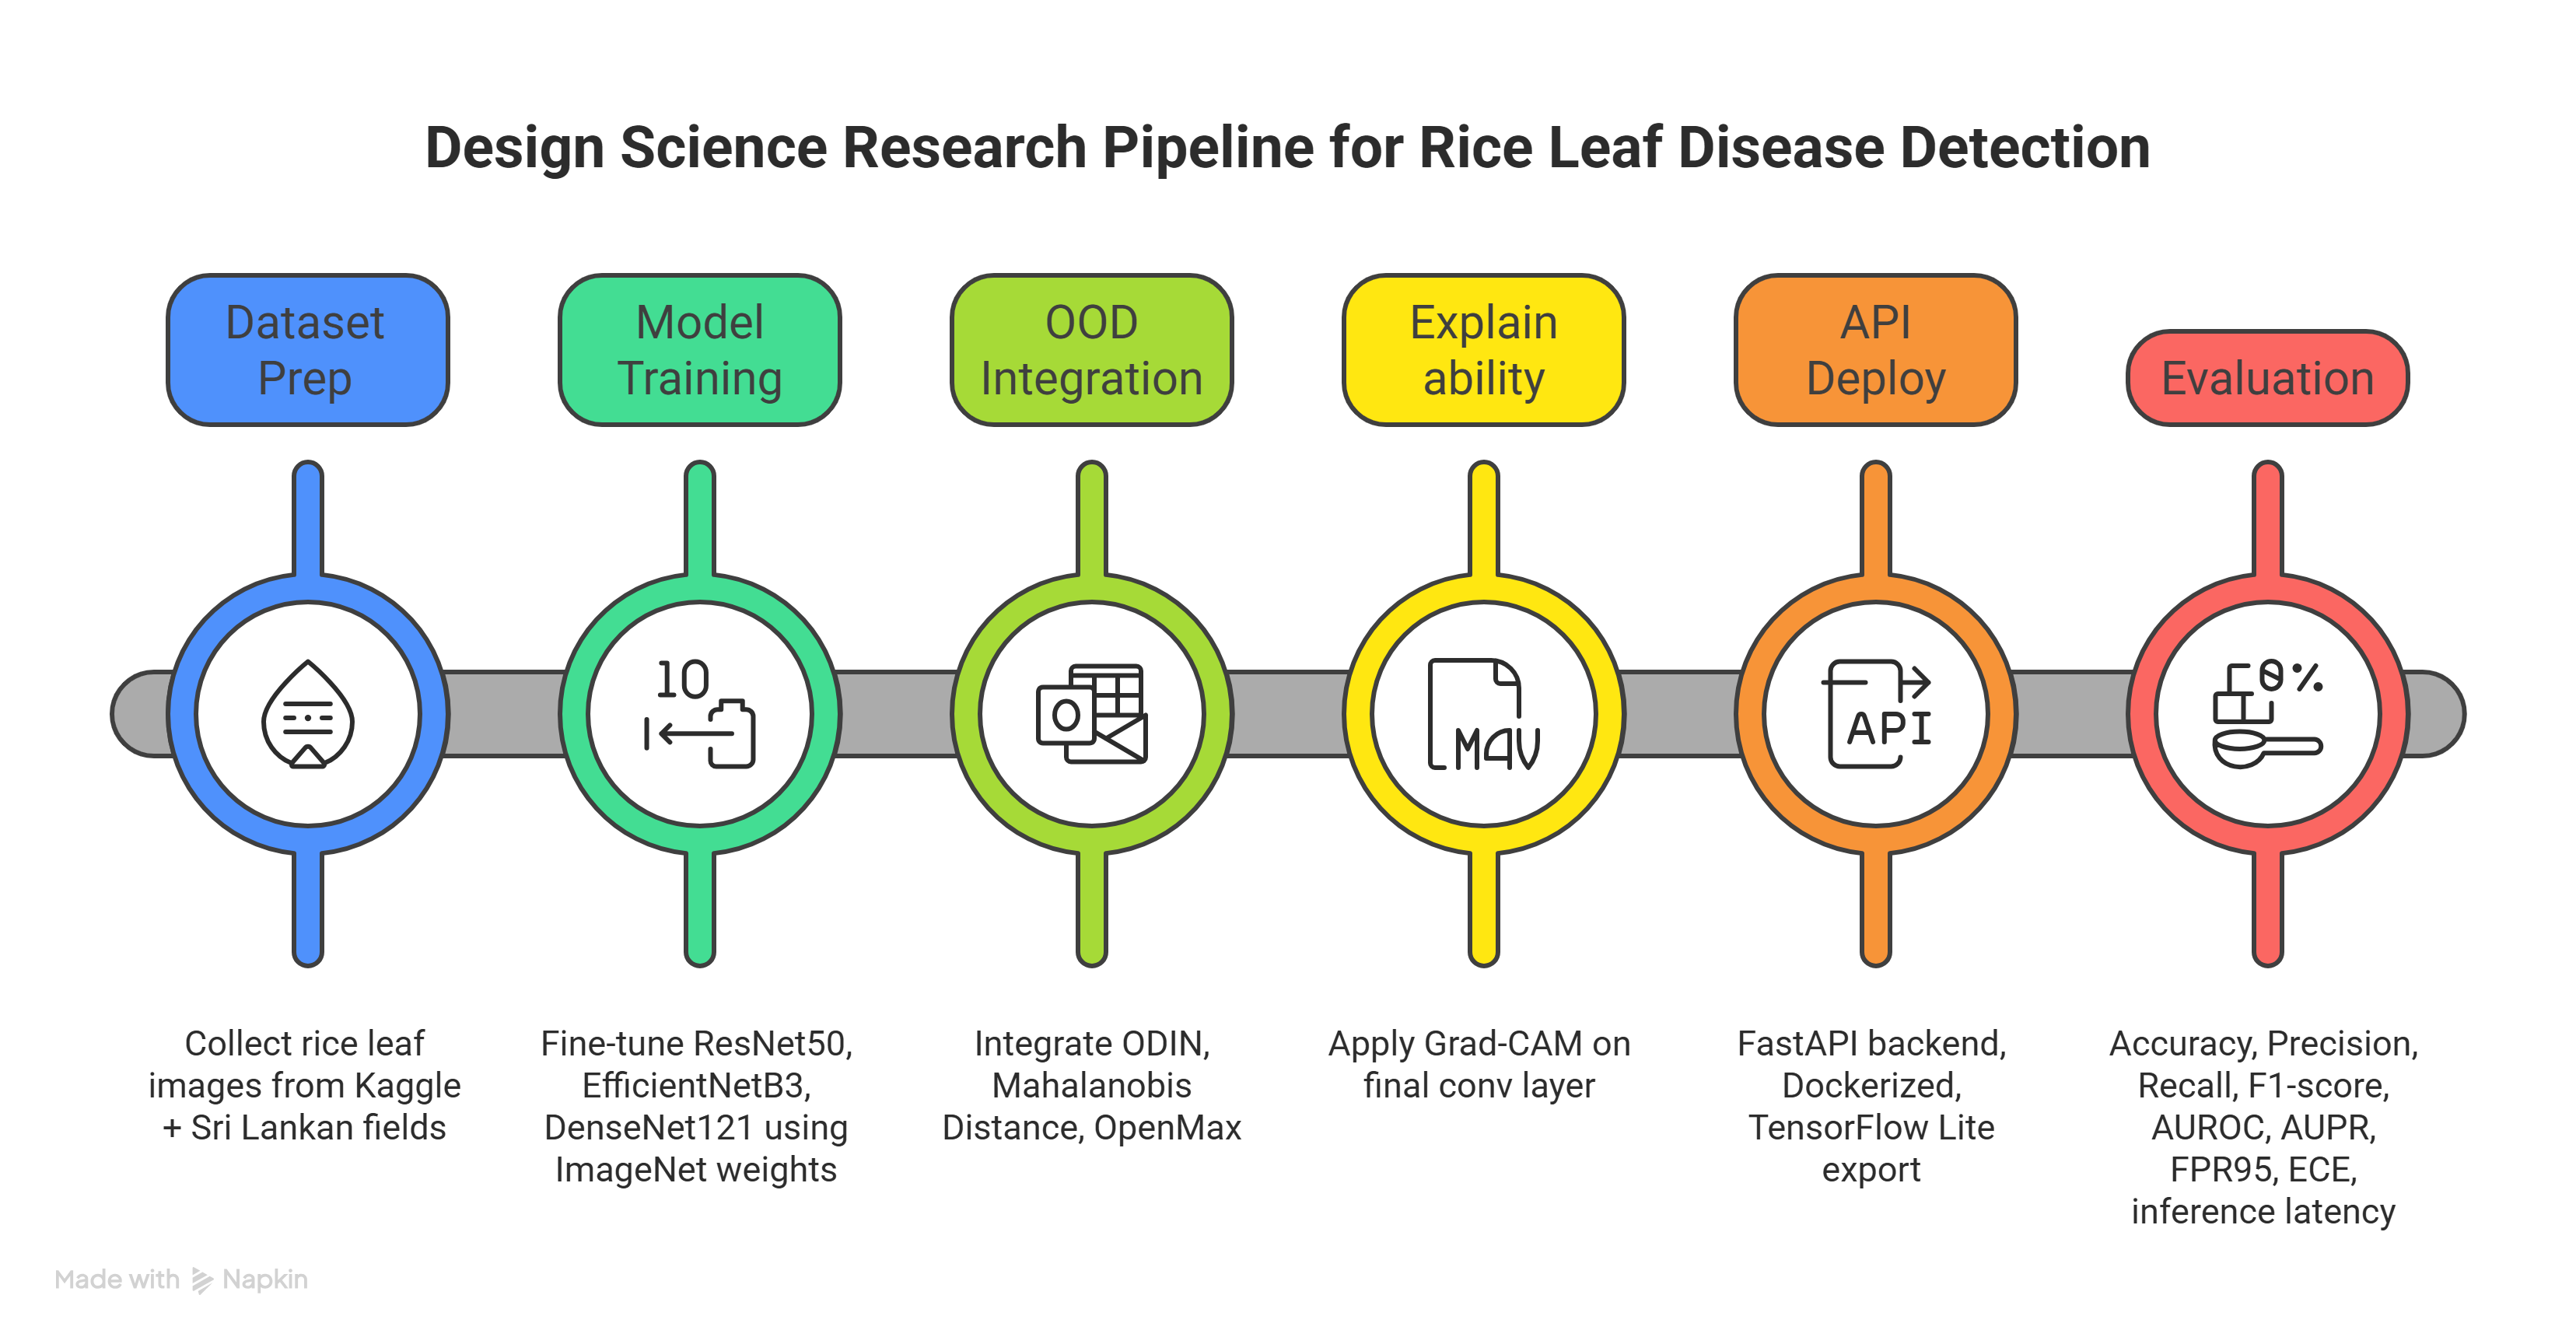 Design Science Research Pipeline for Rice Leaf Disease Detection
Dataset
Prep
Model
Training
OOD
Integration
Explain
ability
API
Deploy
Evaluation
10
O
M4V
API
0%
Collect rice leaf
images from Kaggle
+ Sri Lankan fields
Fine-tune ResNet50,
EfficientNetB3,
DenseNet121 using
ImageNet weights
Integrate ODIN,
Mahalanobis
Distance, OpenMax
Apply Grad-CAM on
final conv layer
FastAPI backend,
Dockerized,
TensorFlow Lite
export
Accuracy, Precision,
Recall, F1-score,
AUROC, AUPR,
FPR95, ECE,
inference latency
Made with Napkin